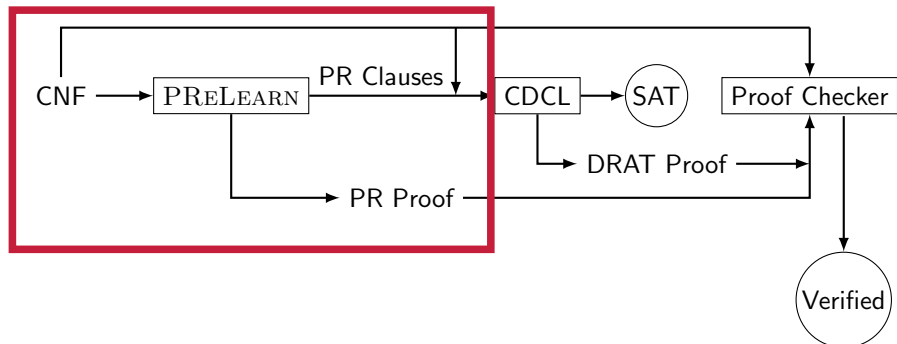 PR Clauses
CNF
PRELEARN
CDCL
SAT
Proof Checker
DRAT Proof
PR Proof
Verified